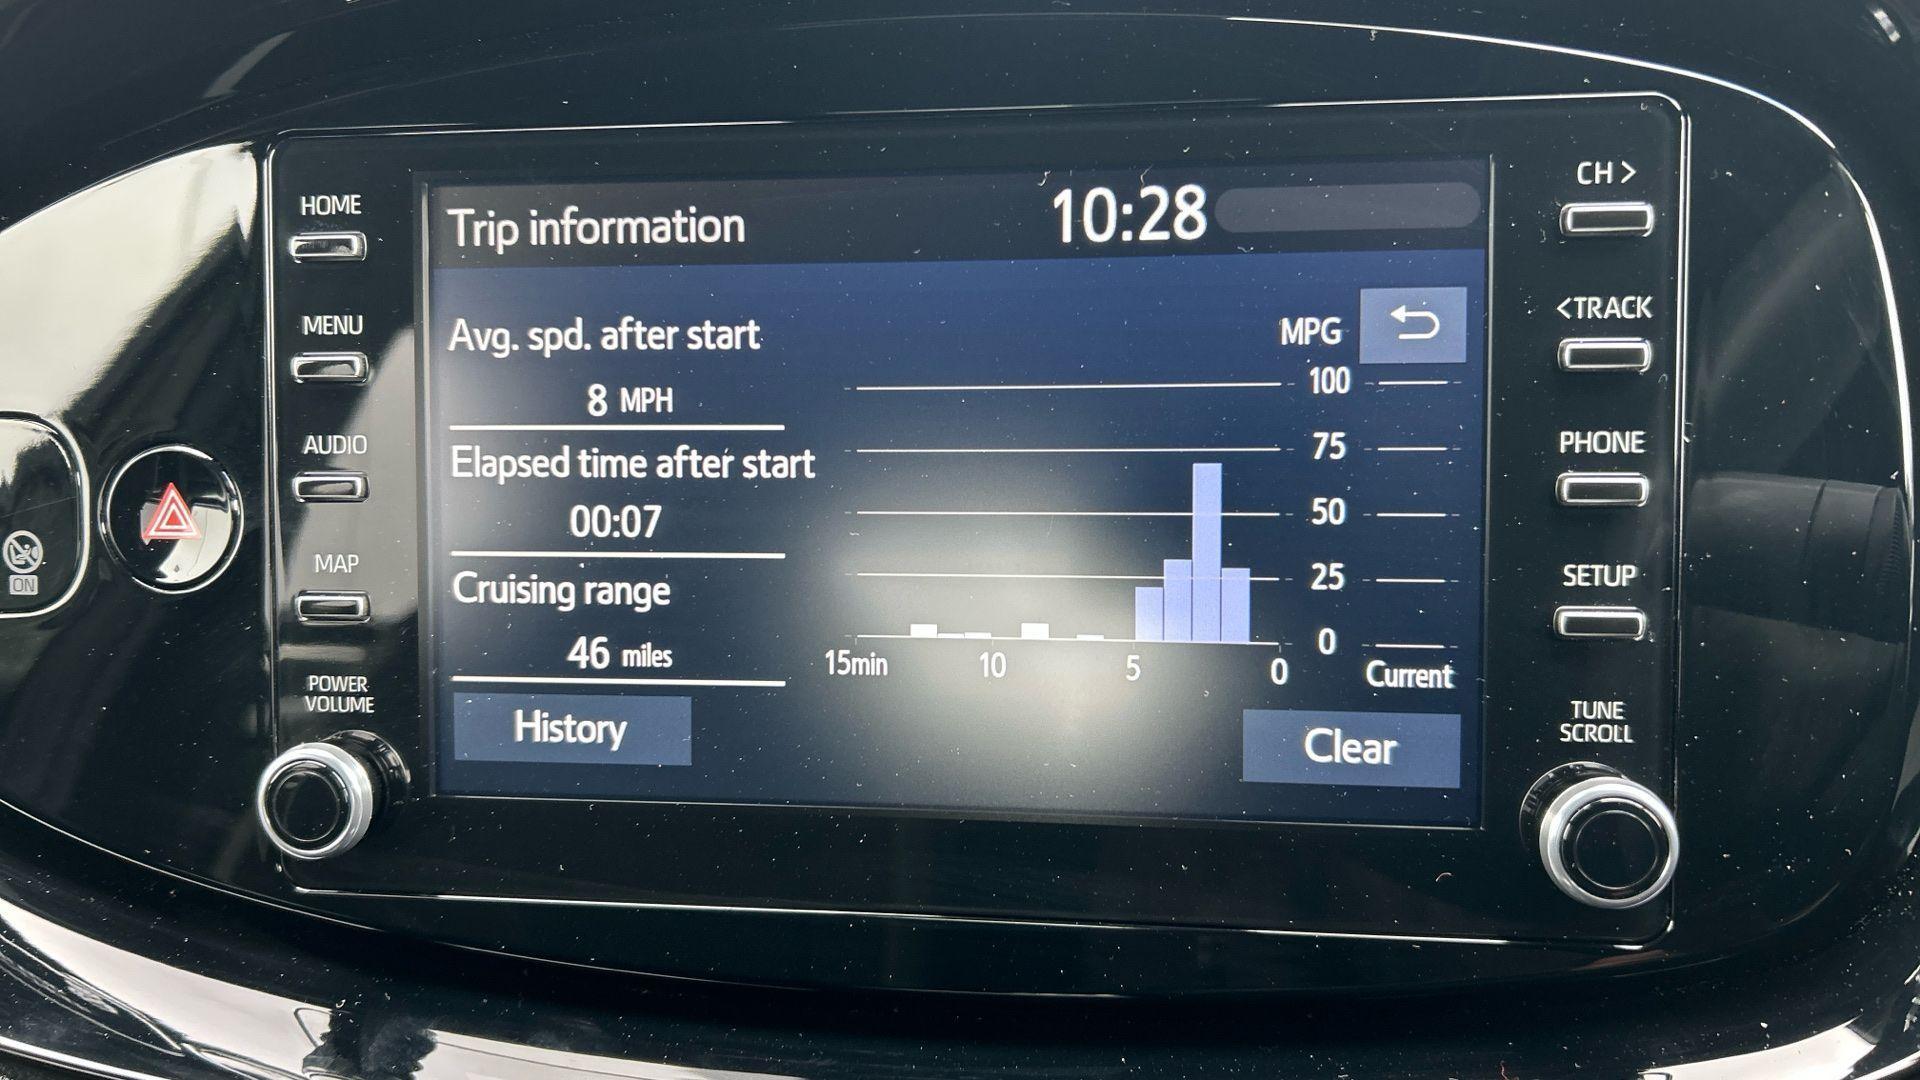 HOME
MENU
AUDIO
MAP
POWER
VOLUME
ON
Trip information
10:28
Avg. spd. after start
8 MPH
Elapsed time after start
00:07
Cruising range
46 miles
History
MPG
100
75
50
25
0
15min 10 5 0 Current
Clear
CH >
<TRACK
PHONE
SETUP
TUNE
SCROLL